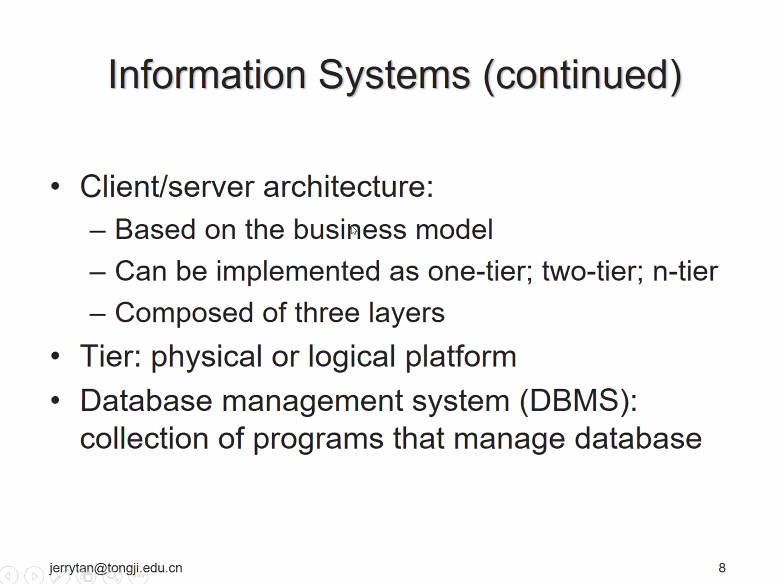 Information Systems (continued)
• Client/server architecture:
– Based on the business model
– Can be implemented as one-tier; two-tier; n-tier
– Composed of three layers
• Tier: physical or logical platform
• Database management system (DBMS):
collection of programs that manage database
jerrytan@tongji.edu.cn
8